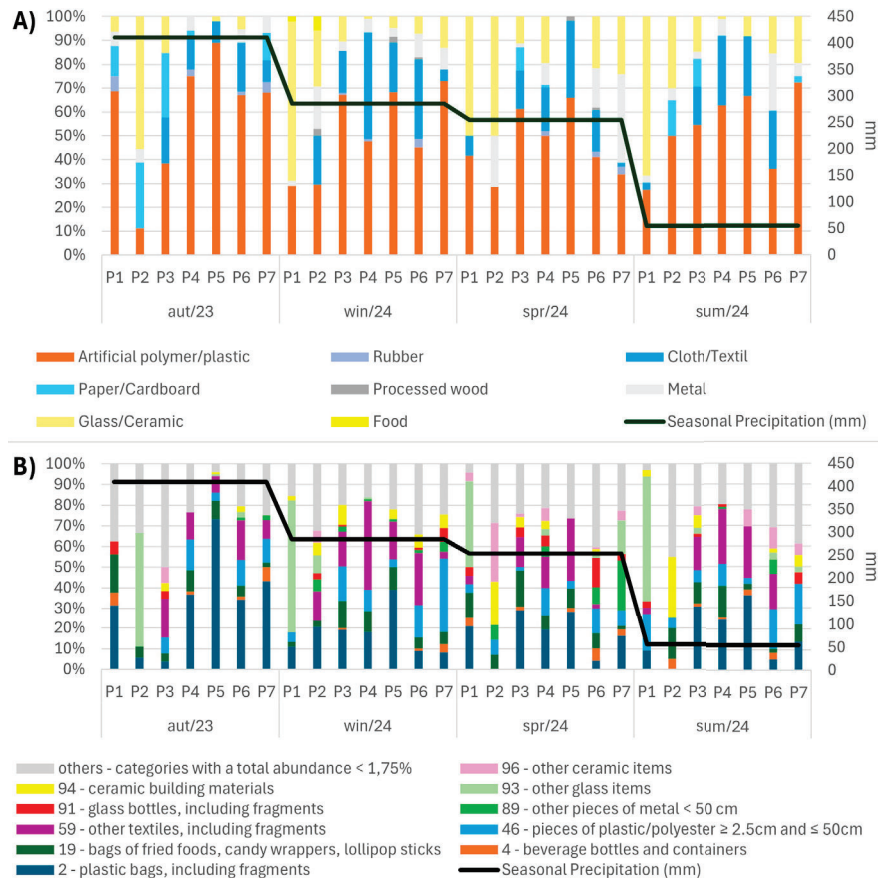 A)
100% 450
90% 400
80% 350
70% 300
60% 250
50% 200
40% 150
30% 100
20% 50
10% 0
0%
mm
P1 P2 P3 P4 P5 P6 P7 P1 P2 P3 P4 P5 P6 P7 P1 P2 P3 P4 P5 P6 P7 P1 P2 P3 P4 P5 P6 P7
aut/23 win/24 spr/24 sum/24
Artificial polymer/plastic Rubber Cloth/Textil
Paper/Cardboard Processed wood Metal
Glass/Ceramic Food Seasonal Precipitation (mm)
B)
100% 450
90% 400
80% 350
70% 300
60% 250
50% 200
40% 150
30% 100
20% 50
10% 0
0%
mm
P1 P2 P3 P4 P5 P6 P7 P1 P2 P3 P4 P5 P6 P7 P1 P2 P3 P4 P5 P6 P7 P1 P2 P3 P4 P5 P6 P7
aut/23 win/24 spr/24 sum/24
others - categories with a total abundance < 1,75% 96 - other ceramic items
94 - ceramic building materials 93 - other glass items
91 - glass bottles, including fragments 89 - other pieces of metal < 50 cm
59 - other textiles, including fragments 46 - pieces of plastic/polyester ≥ 2.5cm and ≤ 50cm
19 - bags of fried foods, candy wrappers, lollipop sticks 4 - beverage bottles and containers
2 - plastic bags, including fragments Seasonal Precipitation (mm)